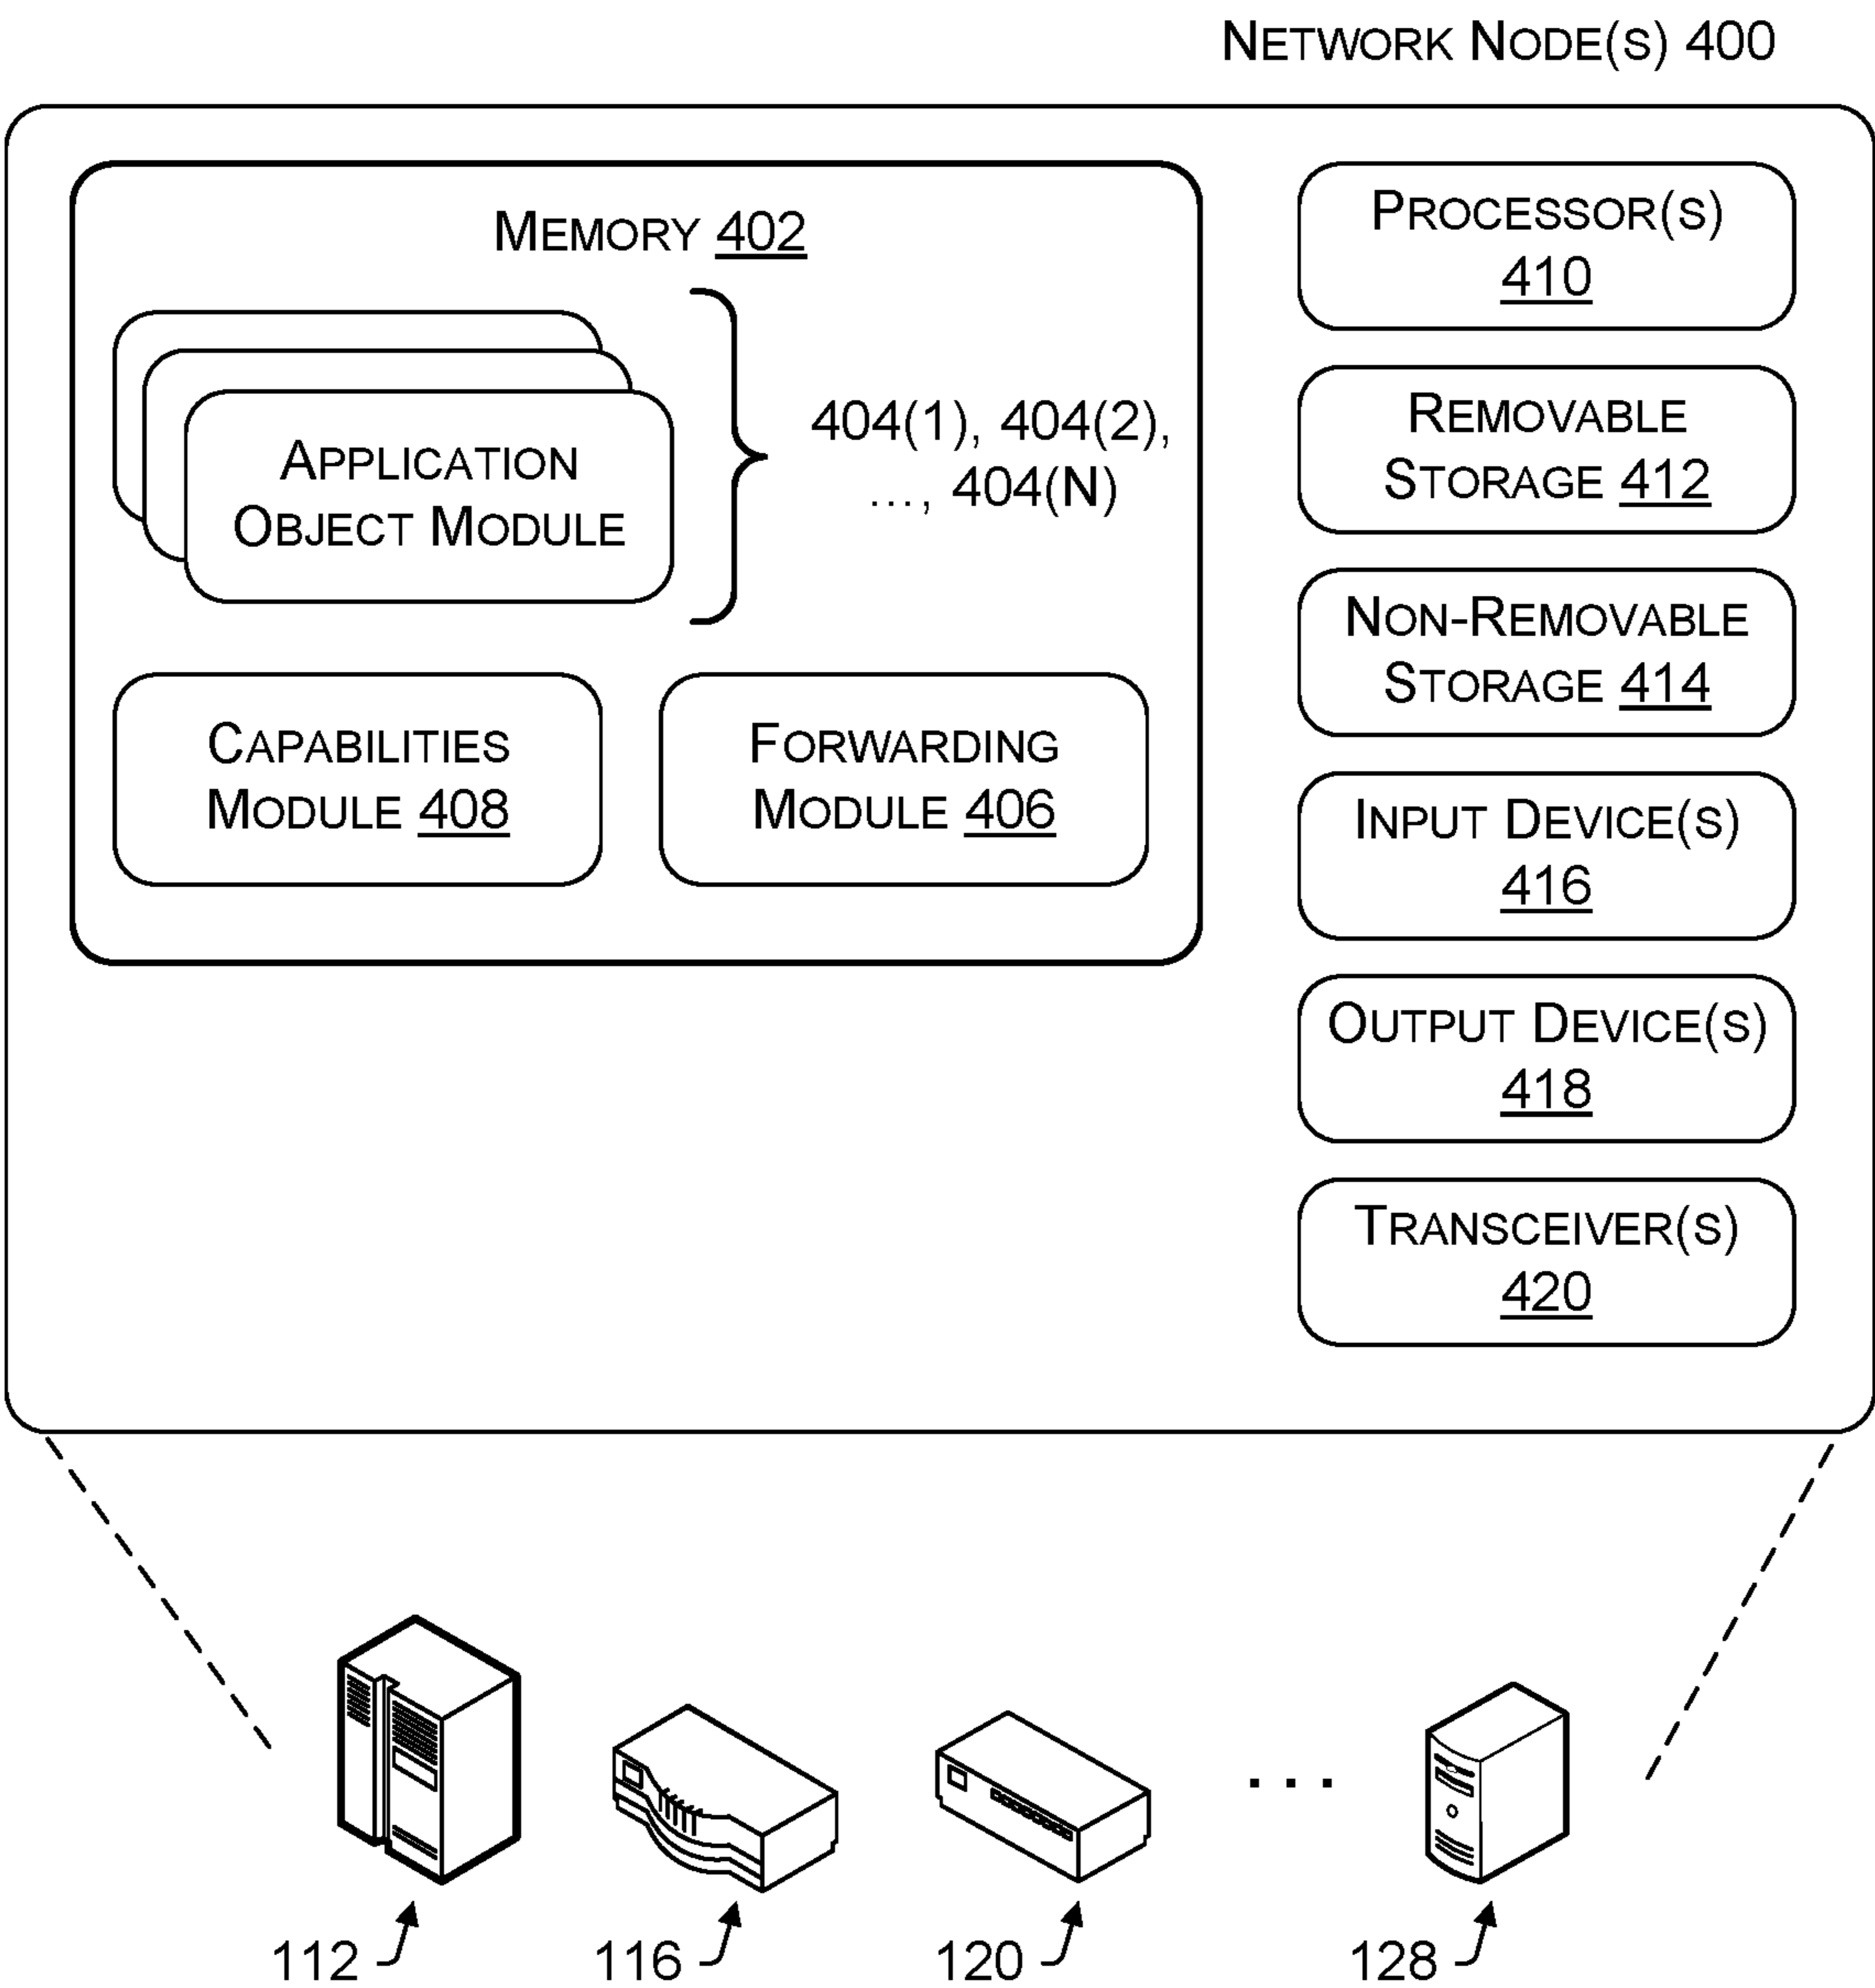 NETWORK NODE(S) 400
MEMORY 402
APPLICATION
OBJECT MODULE
404(1), 404(2),
..., 404(N)
CAPABILITIES
MODULE 408
FORWARDING
MODULE 406
PROCESSOR(S)
410
REMOVABLE
STORAGE 412
NON-REMOVABLE
STORAGE 414
INPUT DEVICE(S)
416
OUTPUT DEVICE(S)
418
TRANSCEIVER(S)
420
...
112
116
120
128